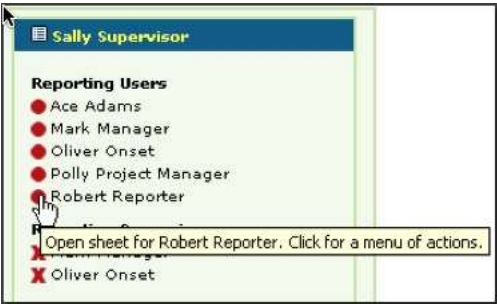 Sally Supervisor
Reporting Users
Ace Adams
Mark Manager
Oliver Onset
Polly Project Manager
Robert Reporter
Open sheet for Robert Reporter. Click for a menu of actions.
Oliver Onset